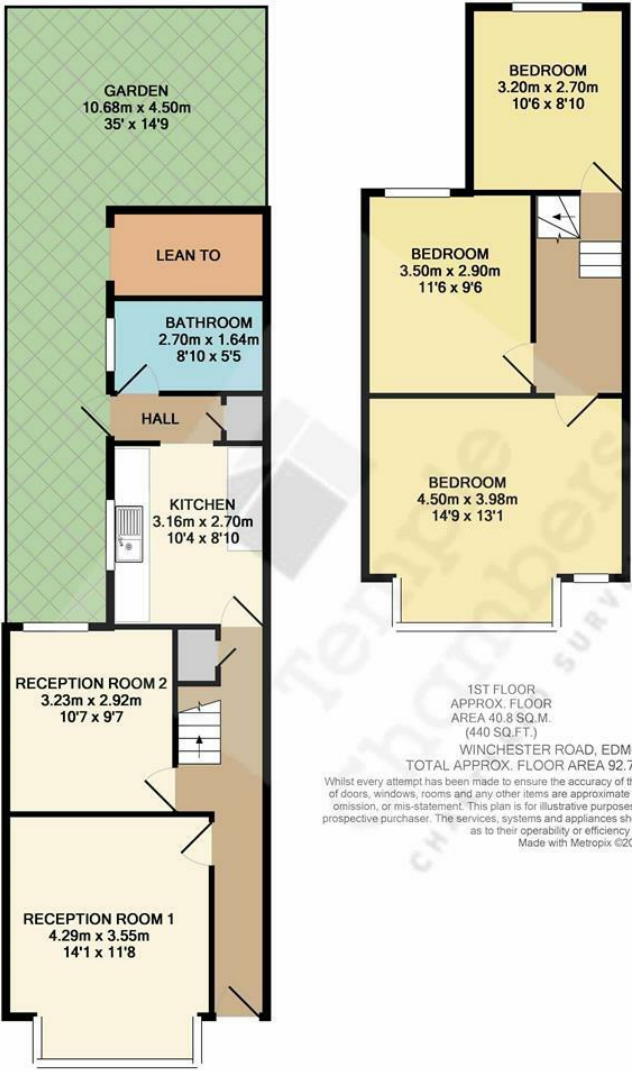 GARDEN
10.68m x 4.50m
35' x 14'9
LEAN TO
BATHROOM
2.70m x 1.64m
8'10 x 5'5
HALL
KITCHEN
3.16m x 2.70m
10'4 x 8'10
RECEPTION ROOM 2
3.23m x 2.92m
10'7 x 9'7
RECEPTION ROOM 1
4.29m x 3.55m
14'1 x 11'8
BEDROOM
3.20m x 2.70m
10'6 x 8'10
BEDROOM
3.50m x 2.90m
11'6 x 9'6
BEDROOM
4.50m x 3.98m
14'9 x 13'1
1ST FLOOR
APPROX. FLOOR
AREA 40.8 SQ.M.
(440 SQ.FT.)
WINCHESTER ROAD, EDM
TOTAL APPROX. FLOOR AREA 92.7
Whilst every attempt has been made to ensure the accuracy of th
of doors, windows, rooms and any other items are approximate
omission, or mis-statement. This plan is for illustrative purposes
prospective purchaser. The services, systems and appliances sh
as to their operability or efficiency
Made with Metropix ©20
Temple
Chambers
CHARTERED SURV